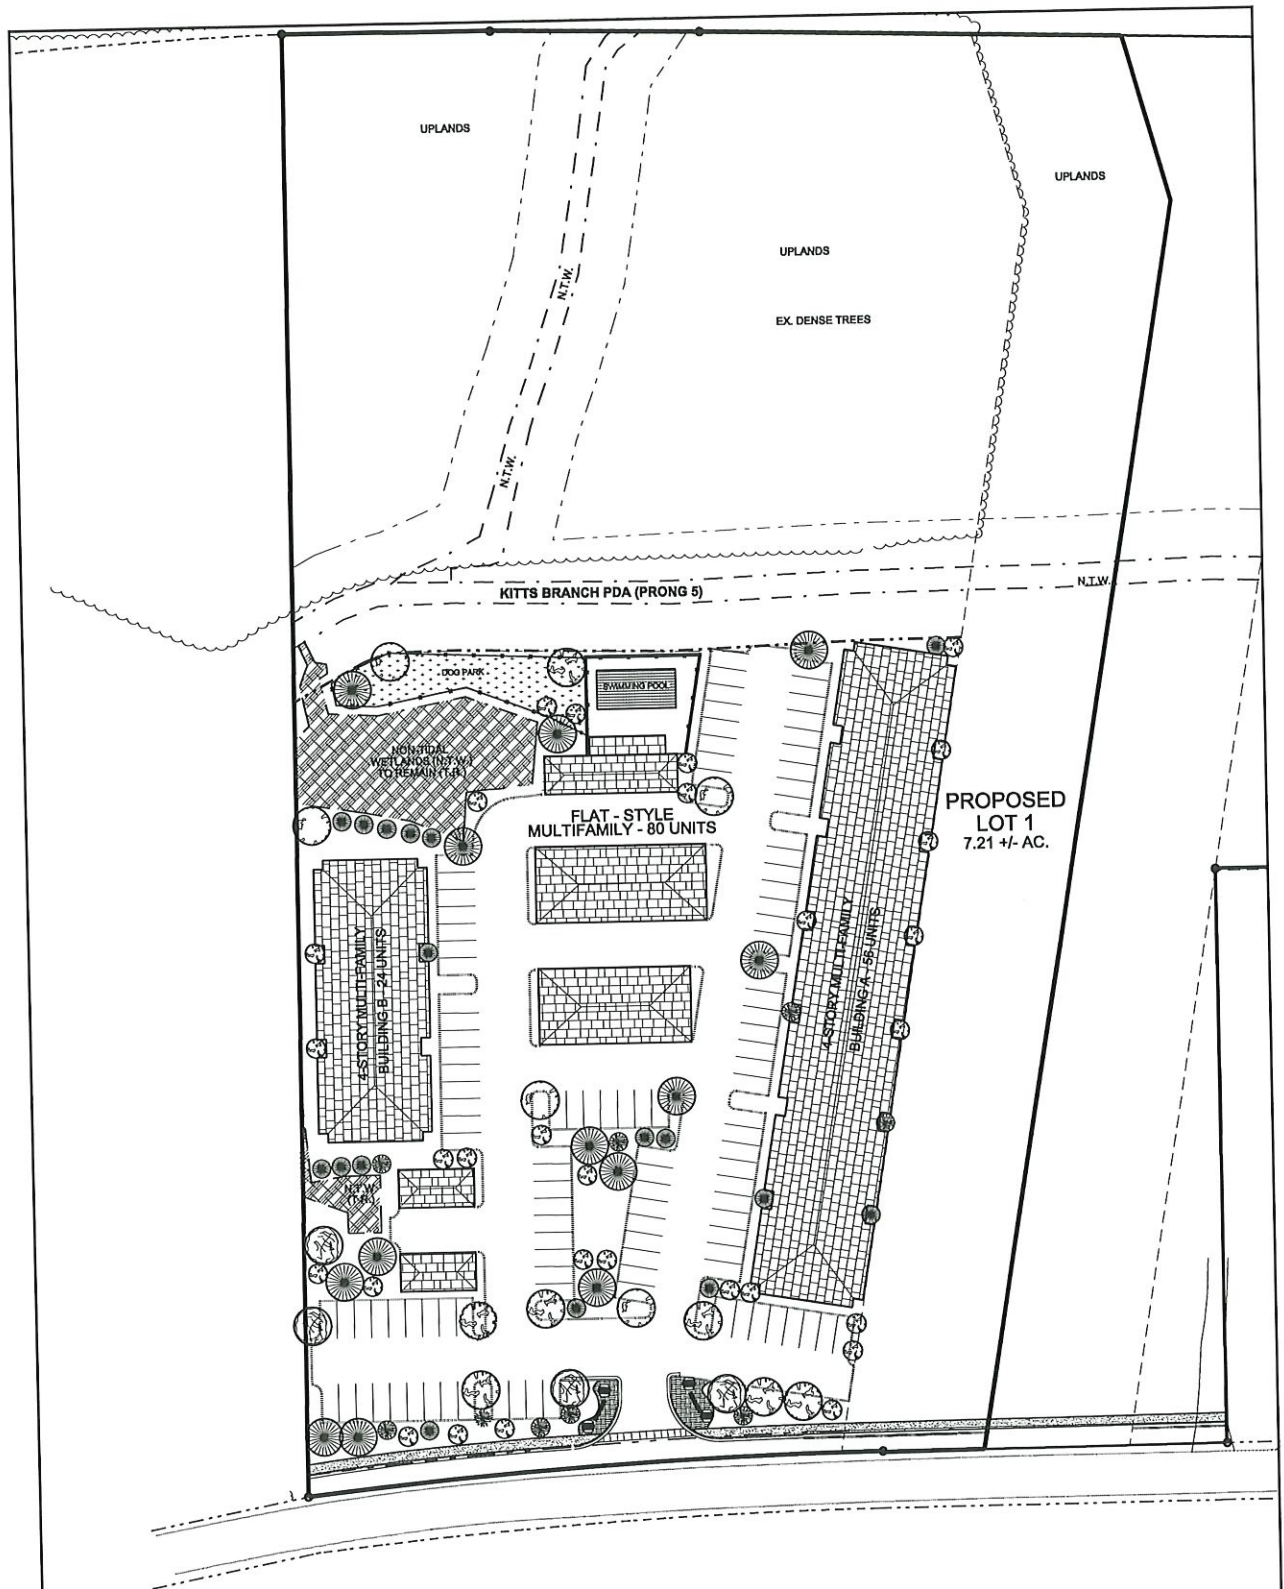 UPLANDS
UPLANDS
UPLANDS
N.T.W.
EX. DENSE TREES
N.T.W.
N.T.W.
KITTS BRANCH PDA (PRONG 5)
DOG PARK
SWIMMING POOL
NON-TIDAL
WETLANDS (N.T.W.)
TO REMAIN (T.R.)
FLAT - STYLE
MULTIFAMILY - 80 UNITS
PROPOSED
LOT 1
7.21 +/- AC.
4-STORY MULTI-FAMILY
BUILDING B - 24 UNITS
4-STORY MULTI-FAMILY
BUILDING A - 56 UNITS
N.T.W.
(T.R.)